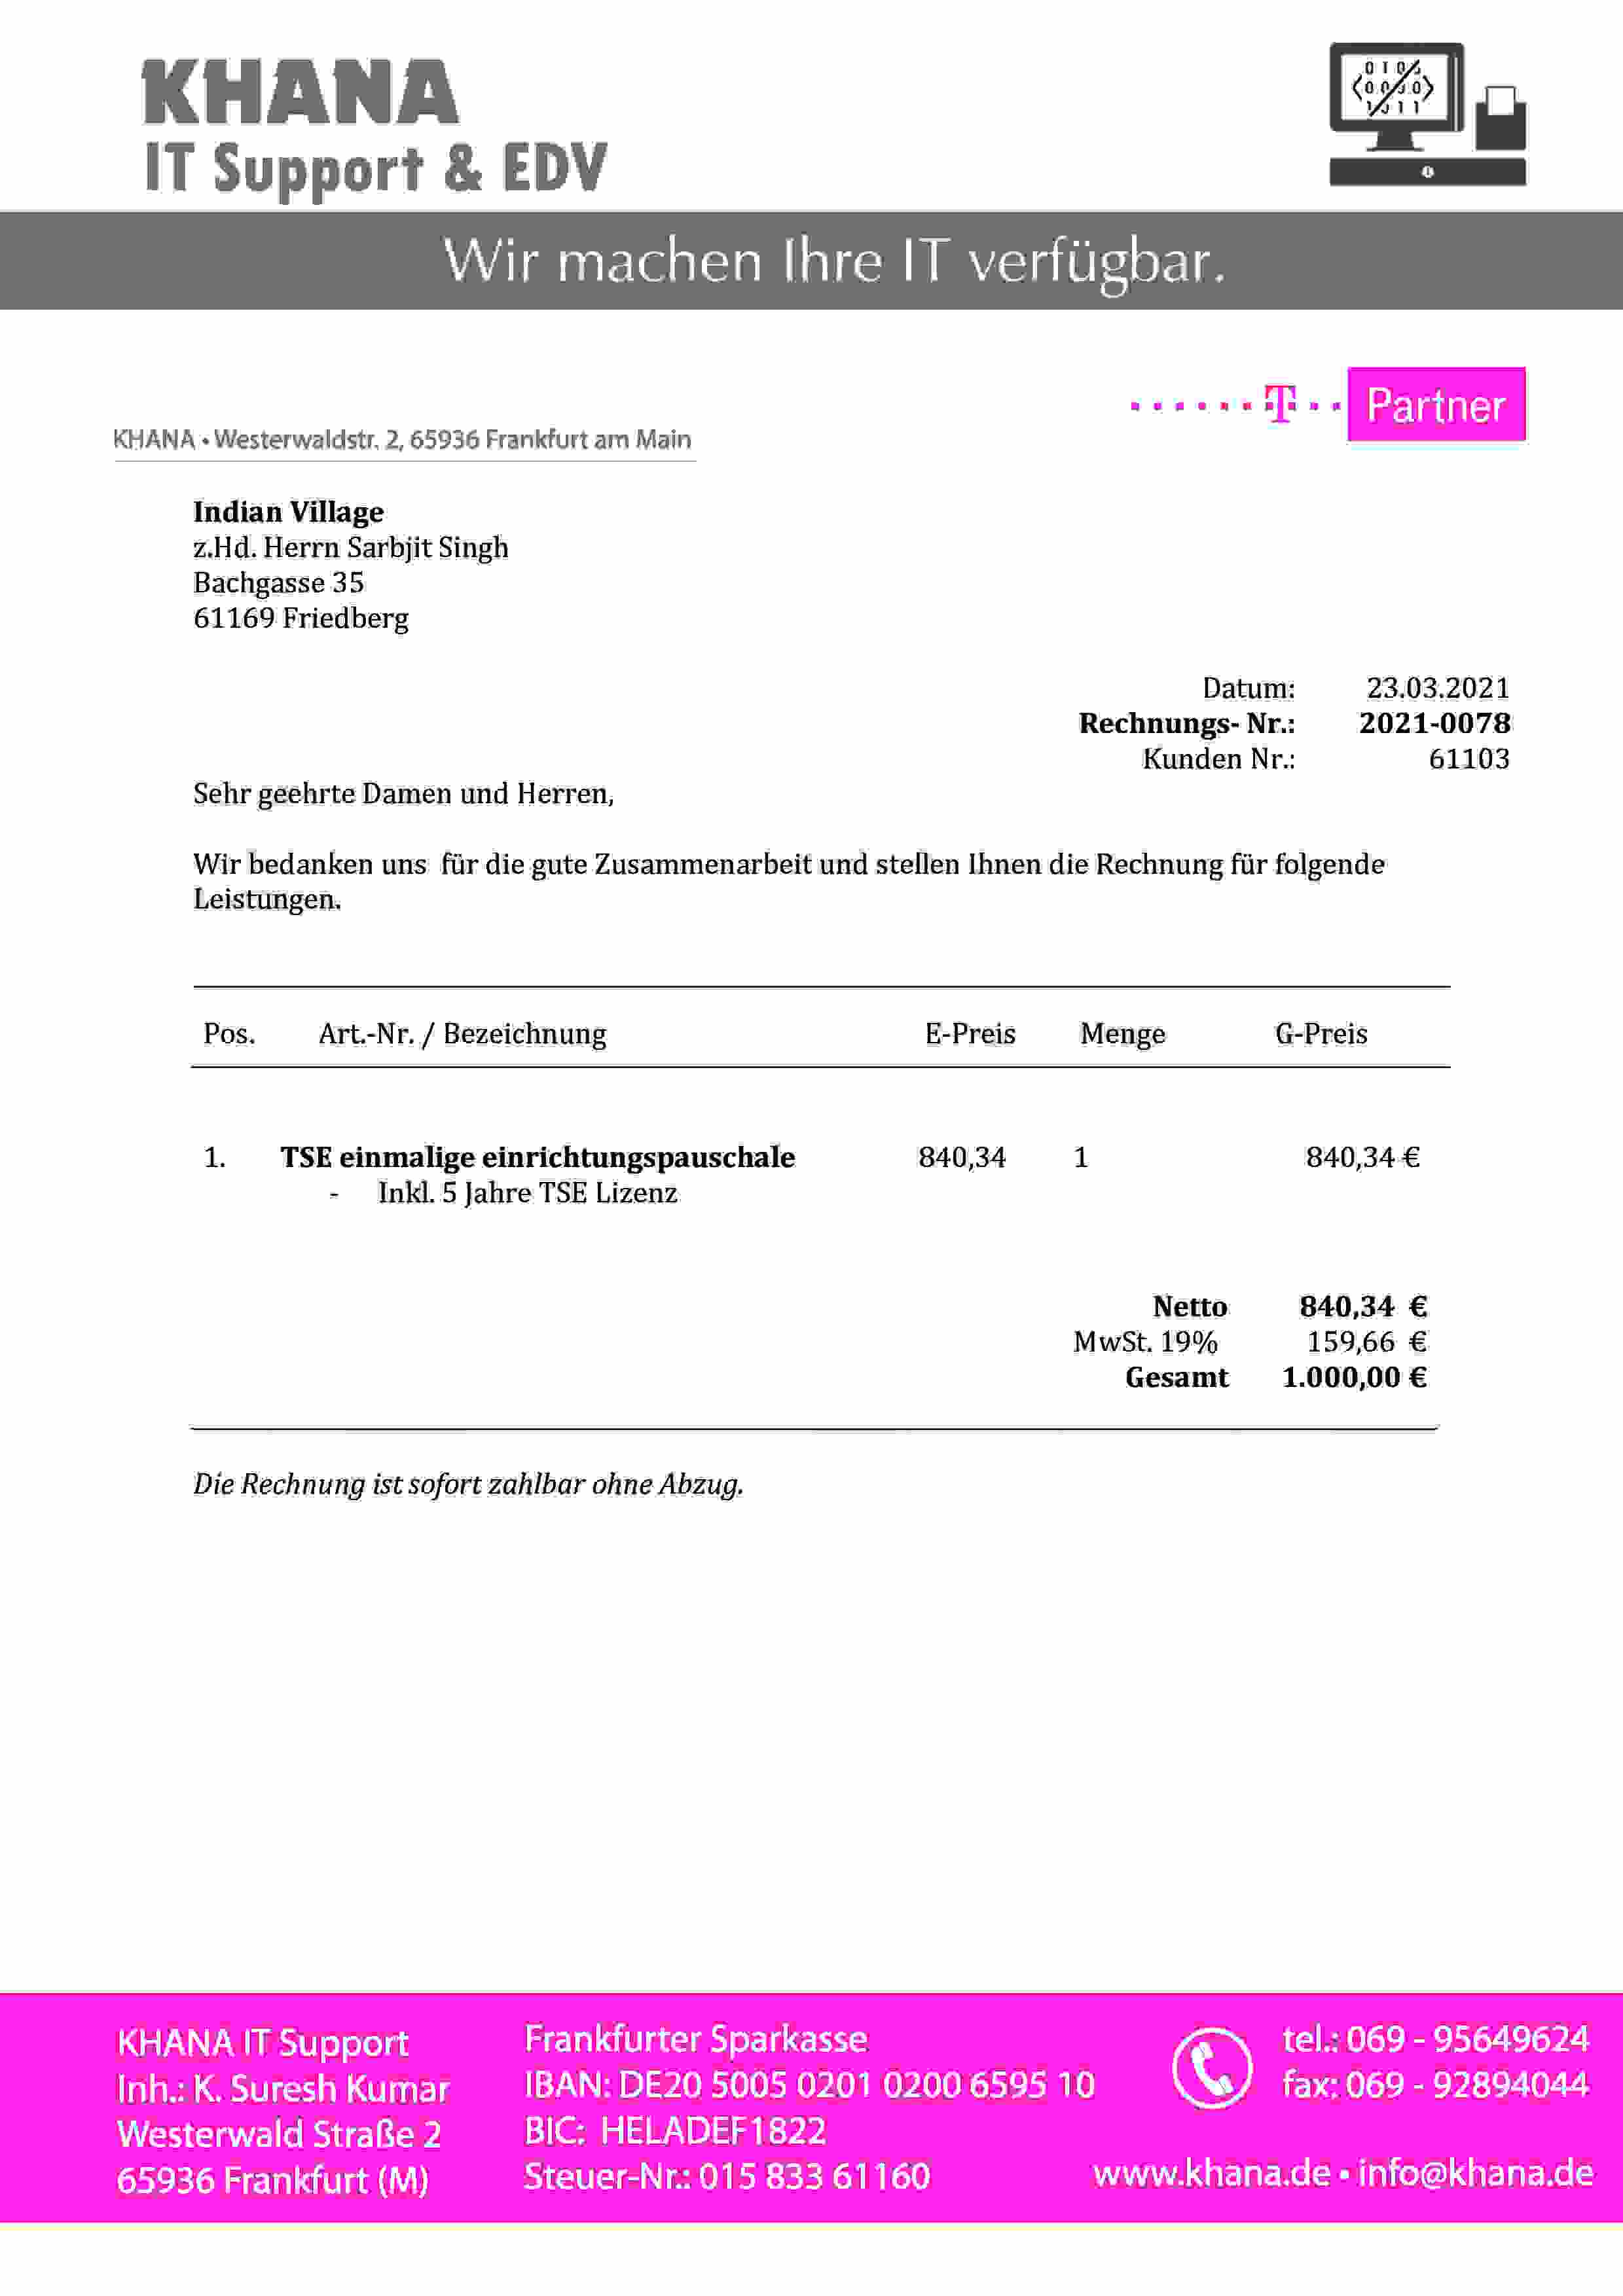 KHANA
IT Support & EDV
Wir machen Ihre IT verfügbar.
T Partner
KHANA • Westerwaldstr. 2, 65936 Frankfurt am Main
Indian Village
z.Hd. Herrn Sarbjit Singh
Bachgasse 35
61169 Friedberg
Datum: 23.03.2021
Rechnungs- Nr.: 2021-0078
Kunden Nr.: 61103
Sehr geehrte Damen und Herren,
Wir bedanken uns für die gute Zusammenarbeit und stellen Ihnen die Rechnung für folgende
Leistungen.
Pos. Art.-Nr. / Bezeichnung E-Preis Menge G-Preis
1. TSE einmalige einrichtungspauschale 840,34 1 840,34 €
- Inkl. 5 Jahre TSE Lizenz
Netto 840,34 €
MwSt. 19% 159,66 €
Gesamt 1.000,00 €
Die Rechnung ist sofort zahlbar ohne Abzug.
KHANA IT Support
Inh.: K. Suresh Kumar
Westerwald Straße 2
65936 Frankfurt (M)
Frankfurter Sparkasse
IBAN: DE20 5005 0201 0200 6595 10
BIC: HELADEF1822
Steuer-Nr.: 015 833 61160
tel.: 069 - 95649624
fax: 069 - 92894044
www.khana.de • info@khana.de